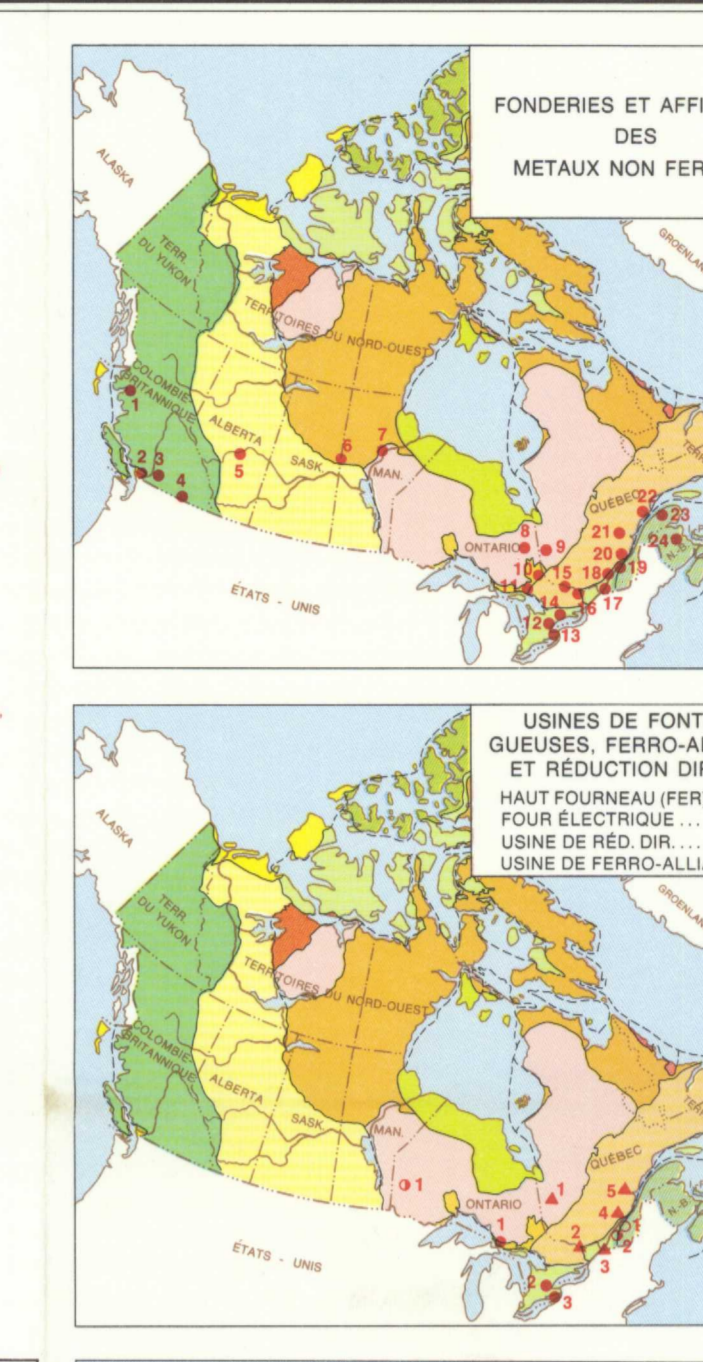 FONDERIES ET AFFI
DES
METAUX NON FER
ALASKA
GROENLAN
TERR.
DU YUKON
TERRITOIRES DU NORD-OUEST
COLOMBIE
BRITANNIQUE
1
ALBERTA
SASK.
MAN.
2 3
4
5
6
7
ONTARIO
8
9
10
11
12
13
14
15
16
17
18
19
20
21
QUÉBEC
22
23
24
N.-B.
ÉTATS - UNIS
USINES DE FONT
GUEUSES, FERRO-AL
ET RÉDUCTION DIR
HAUT FOURNEAU (FER
FOUR ÉLECTRIQUE ....
USINE DE RÉD. DIR. ....
USINE DE FERRO-ALLI
ALASKA
GROENLAN
TERR.
DU YUKON
TERRITOIRES DU NORD-OUEST
COLOMBIE
BRITANNIQUE
ALBERTA
SASK.
MAN.
1
ONTARIO
1
1
QUÉBEC
5
4
1
2
2
3
N.-B.
2
3
ÉTATS - UNIS